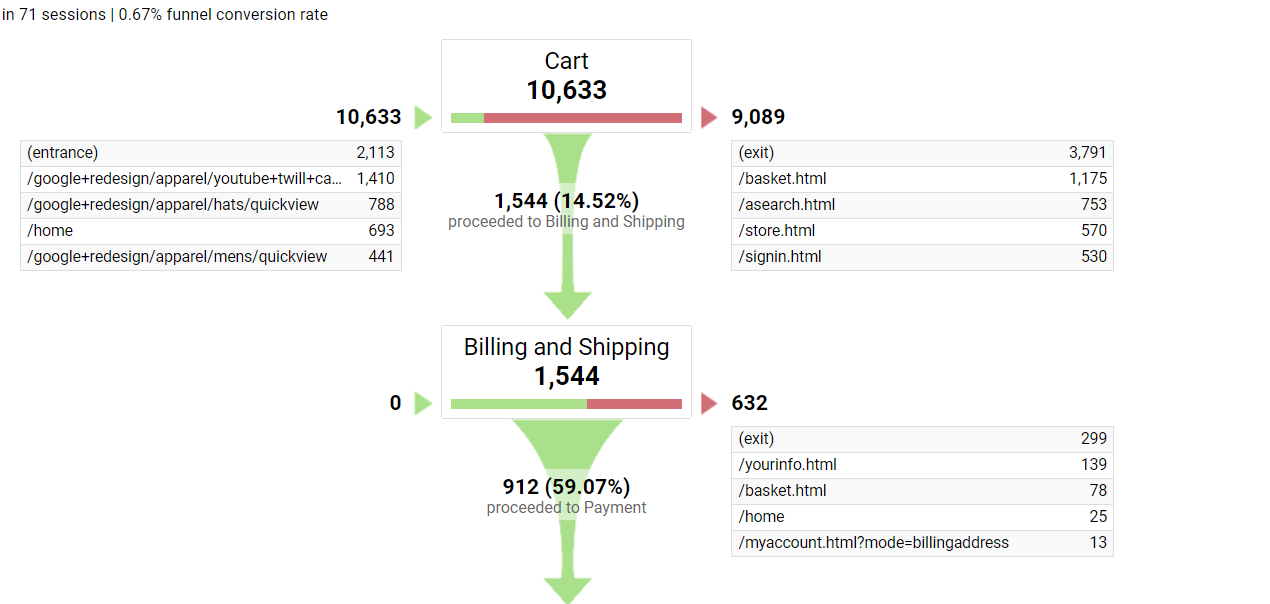 in 71 sessions | 0.67% funnel conversion rate
Cart
10,633
10,633
9,089
(entrance) 2,113
/google+redesign/apparel/youtube+twill+ca... 1,410
/google+redesign/apparel/hats/quickview 788
/home 693
/google+redesign/apparel/mens/quickview 441
(exit) 3,791
/basket.html 1,175
/asearch.html 753
/store.html 570
/signin.html 530
1,544 (14.52%)
proceeded to Billing and Shipping
Billing and Shipping
1,544
0
632
(exit) 299
/yourinfo.html 139
/basket.html 78
/home 25
/myaccount.html?mode=billingaddress 13
912 (59.07%)
proceeded to Payment